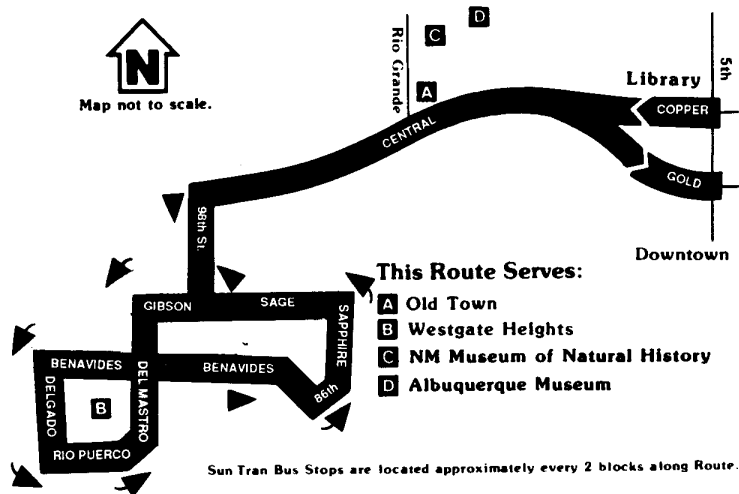 D
Rio Grande
C
5th
N
Library
Map not to scale.
A
COPPER
CENTRAL
GOLD
98th St.
Downtown
This Route Serves:
A Old Town
B Westgate Heights
C NM Museum of Natural History
D Albuquerque Museum
GIBSON
SAGE
SAPPHIRE
BENAVIDES
DEL MASTRO
BENAVIDES
86th
DELGADO
B
RIO PUERCO
Sun Tran Bus Stops are located approximately every 2 blocks along Route.